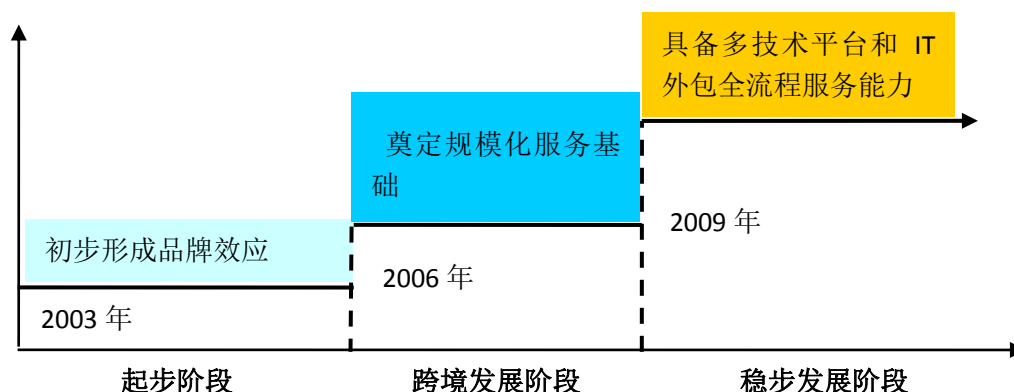 具备多技术平台和 IT
外包全流程服务能力
奠定规模化服务基
础
2009 年
初步形成品牌效应
2006 年
2003 年
起步阶段
跨境发展阶段
稳步发展阶段